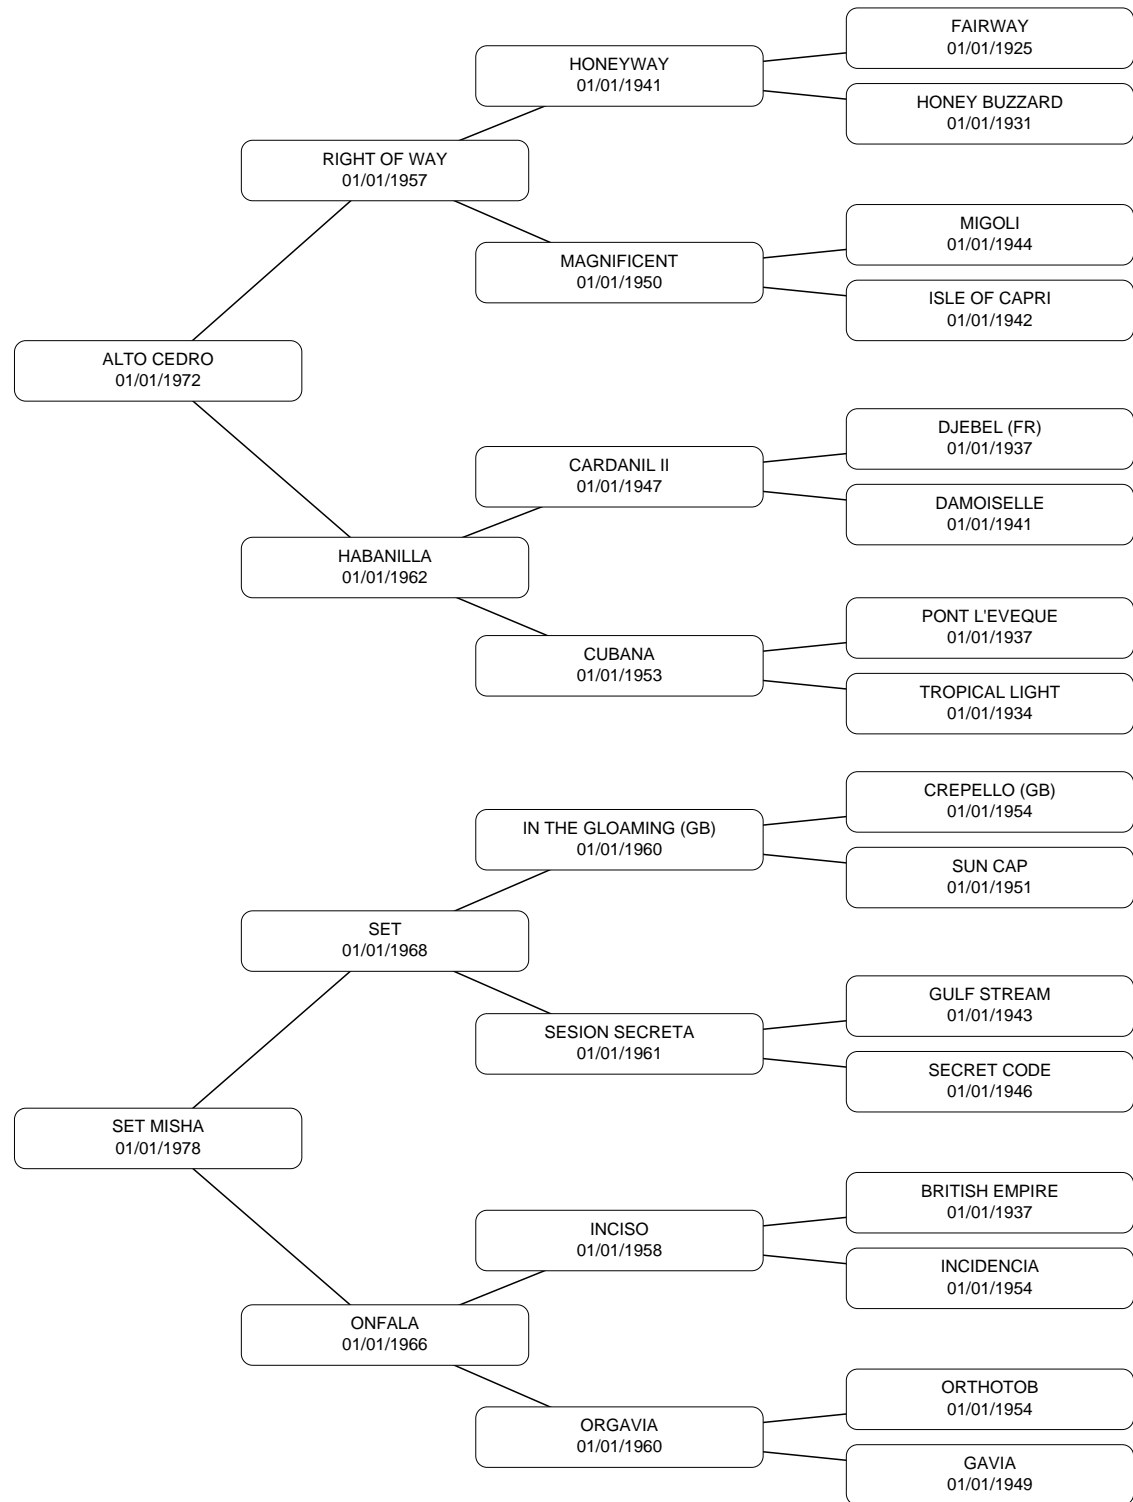 FAIRWAY
01/01/1925
HONEYWAY
01/01/1941
HONEY BUZZARD
01/01/1931
RIGHT OF WAY
01/01/1957
MIGOLI
01/01/1944
MAGNIFICENT
01/01/1950
ISLE OF CAPRI
01/01/1942
ALTO CEDRO
01/01/1972
DJEBEL (FR)
01/01/1937
CARDANIL II
01/01/1947
DAMOISELLE
01/01/1941
HABANILLA
01/01/1962
PONT L'EVEQUE
01/01/1937
CUBANA
01/01/1953
TROPICAL LIGHT
01/01/1934
CREPELLO (GB)
01/01/1954
IN THE GLOAMING (GB)
01/01/1960
SUN CAP
01/01/1951
SET
01/01/1968
GULF STREAM
01/01/1943
SESION SECRETA
01/01/1961
SECRET CODE
01/01/1946
SET MISHA
01/01/1978
BRITISH EMPIRE
01/01/1937
INCISO
01/01/1958
INCIDENCIA
01/01/1954
ONFALA
01/01/1966
ORTHOTOB
01/01/1954
ORGAVIA
01/01/1960
GAVIA
01/01/1949